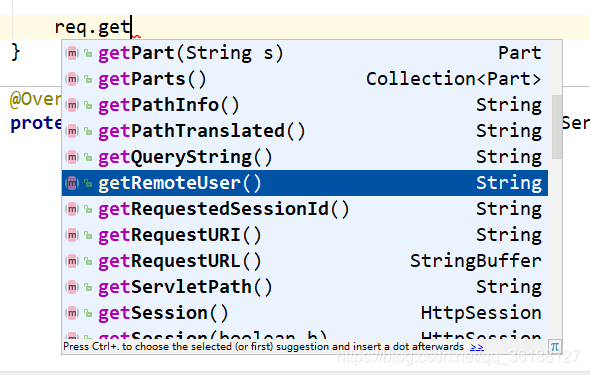 req.get
}
getPart(String s) Part
getParts() Collection<Part>
@Over
getPathInfo() String
prote
getPathTranslated() String
Ser
getQueryString() String
getRemoteUser() String
getRequestedSessionId() String
getRequestURI() String
getRequestURL() StringBuffer
getServletPath() String
getSession() HttpSession
getSession(boolean b) HttpSession
Press Ctrl+. to choose the selected (or first) suggestion and insert a dot afterwards >>
π
https://blog.csdn.net/qq_36188127